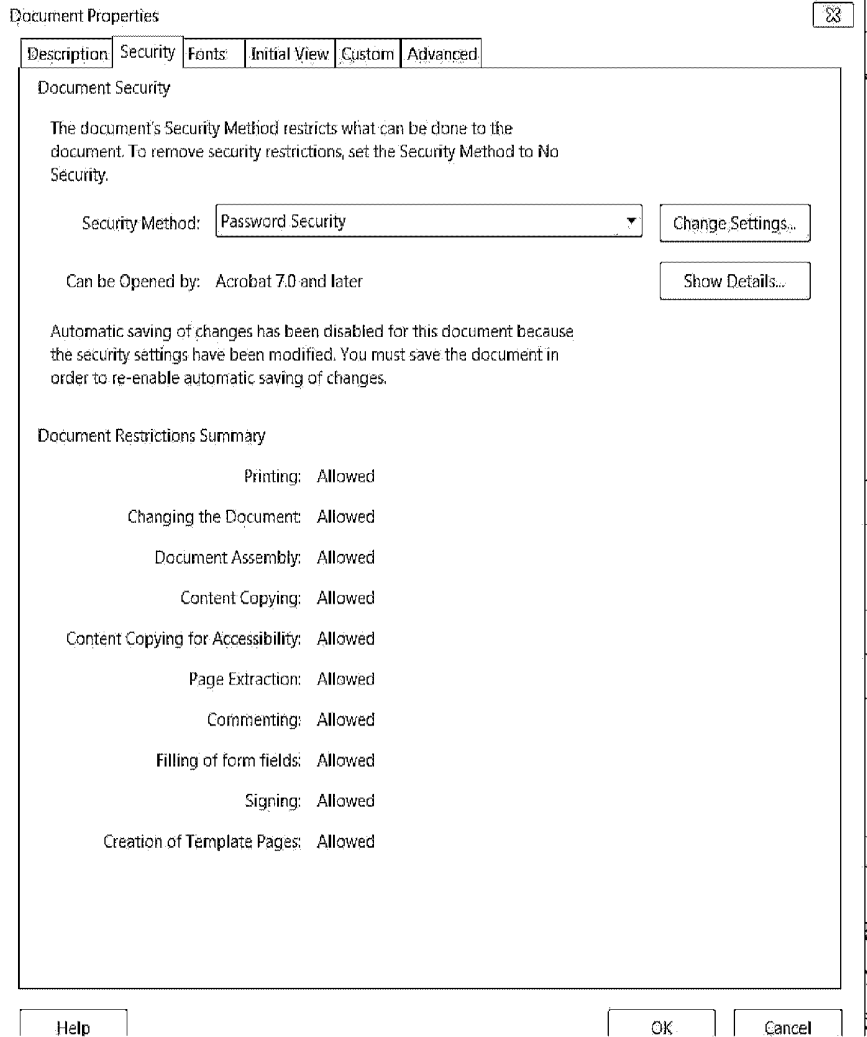 Document Properties
Description Security Fonts Initial View Custom Advanced
Document Security
The document's Security Method restricts what can be done to the
document. To remove security restrictions, set the Security Method to No
Security.
Security Method: Password Security Change Settings...
Can be Opened by: Acrobat 7.0 and later Show Details...
Automatic saving of changes has been disabled for this document because
the security settings have been modified. You must save the document in
order to re-enable automatic saving of changes.
Document Restrictions Summary
Printing: Allowed
Changing the Document: Allowed
Document Assembly: Allowed
Content Copying: Allowed
Content Copying for Accessibility: Allowed
Page Extraction: Allowed
Commenting: Allowed
Filling of form fields: Allowed
Signing: Allowed
Creation of Template Pages: Allowed
Help OK Cancel